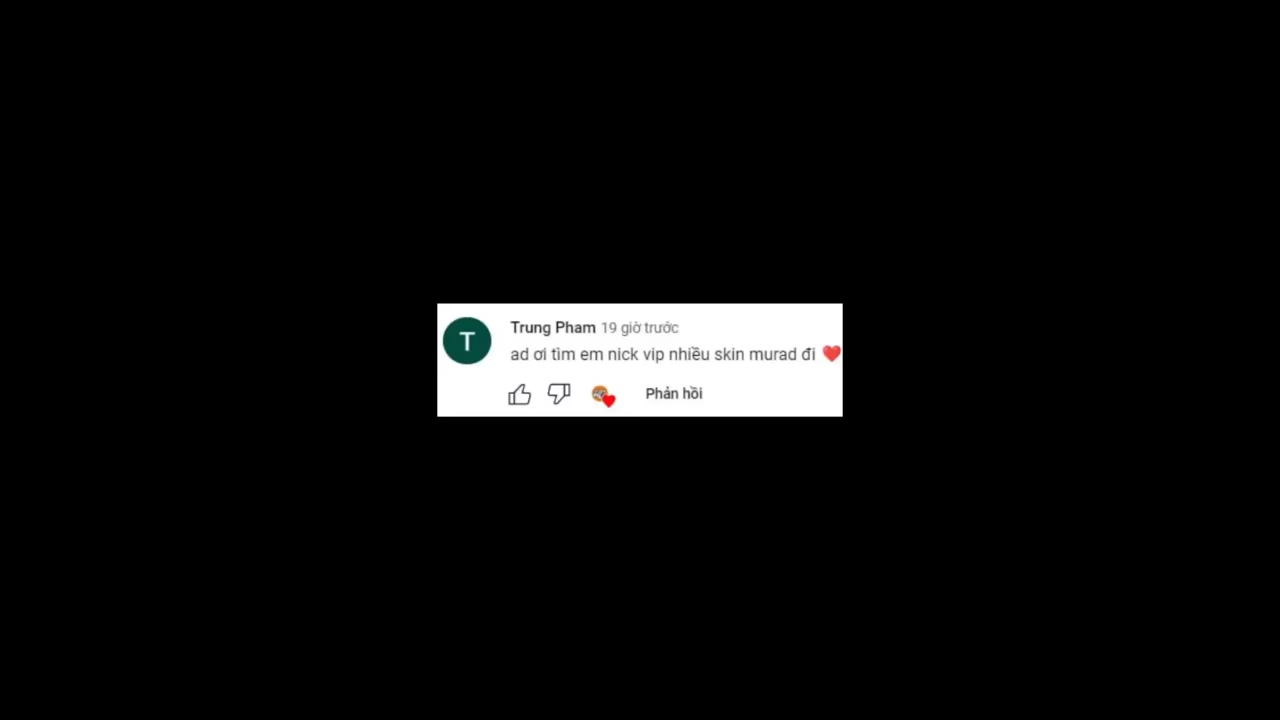 T
Trung Pham 19 giờ trước
ad ơi tìm em nick vip nhiều skin murad đi ❤️
Phản hồi